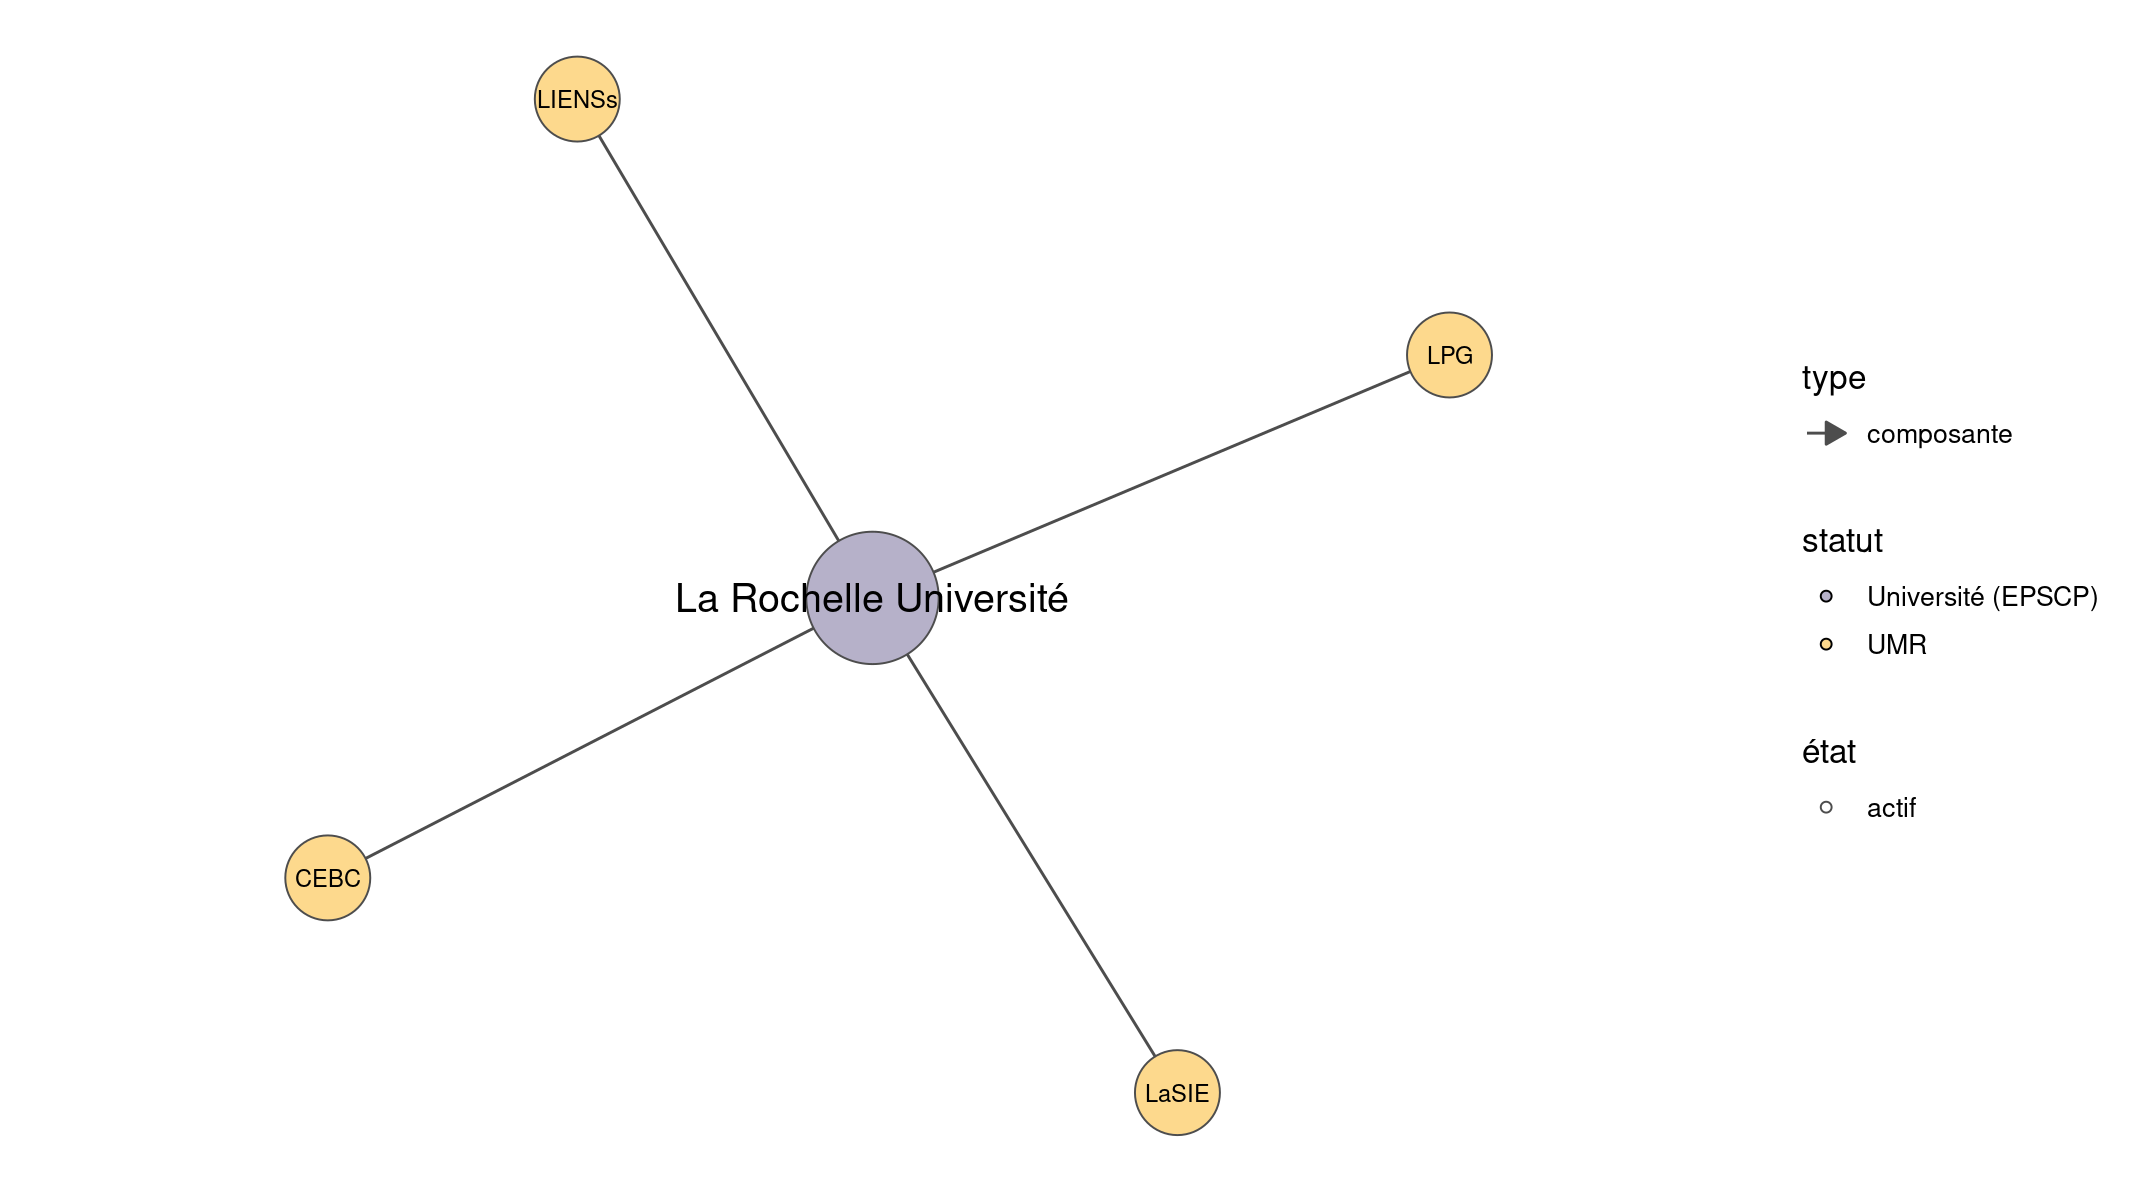 LIENSs
LPG
La Rochelle Université
CEBC
LaSIE
type
composante
statut
Université (EPSCP)
UMR
état
actif